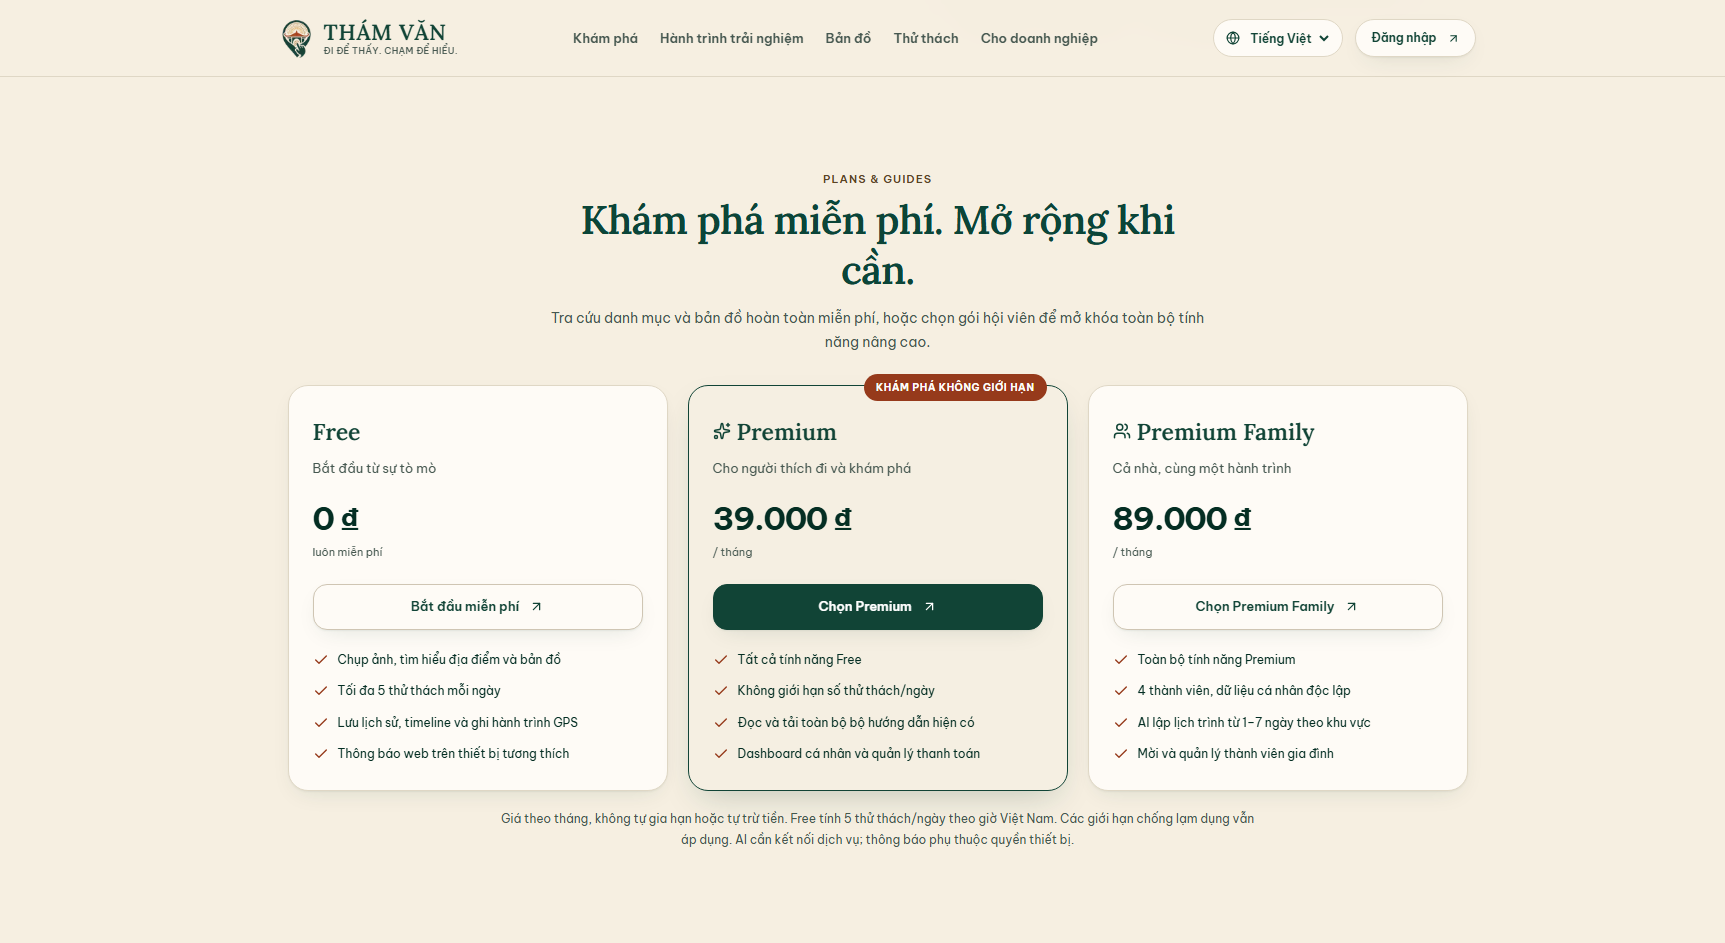 THÁM VĂN
ĐI ĐỂ THẤY. CHẠM ĐỂ HIỂU.
Khám phá
Hành trình trải nghiệm
Bản đồ
Thử thách
Cho doanh nghiệp
Tiếng Việt
Đăng nhập
PLANS & GUIDES
Khám phá miễn phí. Mở rộng khi
cần.
Tra cứu danh mục và bản đồ hoàn toàn miễn phí, hoặc chọn gói hội viên để mở khóa toàn bộ tính
năng nâng cao.
Free
Bắt đầu từ sự tò mò
0 ₫
luôn miễn phí
Bắt đầu miễn phí
Chụp ảnh, tìm hiểu địa điểm và bản đồ
Tối đa 5 thử thách mỗi ngày
Lưu lịch sử, timeline và ghi hành trình GPS
Thông báo web trên thiết bị tương thích
KHÁM PHÁ KHÔNG GIỚI HẠN
Premium
Cho người thích đi và khám phá
39.000 ₫
/ tháng
Chọn Premium
Tất cả tính năng Free
Không giới hạn số thử thách/ngày
Đọc và tải toàn bộ bộ hướng dẫn hiện có
Dashboard cá nhân và quản lý thanh toán
Premium Family
Cả nhà, cùng một hành trình
89.000 ₫
/ tháng
Chọn Premium Family
Toàn bộ tính năng Premium
4 thành viên, dữ liệu cá nhân độc lập
AI lập lịch trình từ 1–7 ngày theo khu vực
Mời và quản lý thành viên gia đình
Giá theo tháng, không tự gia hạn hoặc tự trừ tiền. Free tính 5 thử thách/ngày theo giờ Việt Nam. Các giới hạn chống lạm dụng vẫn
áp dụng. AI cần kết nối dịch vụ; thông báo phụ thuộc quyền thiết bị.